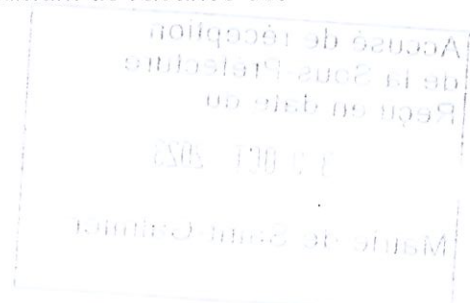 Accusé de réception
de la Sous-Préfecture
Reçu en date du
OCT 2023
Mairie de